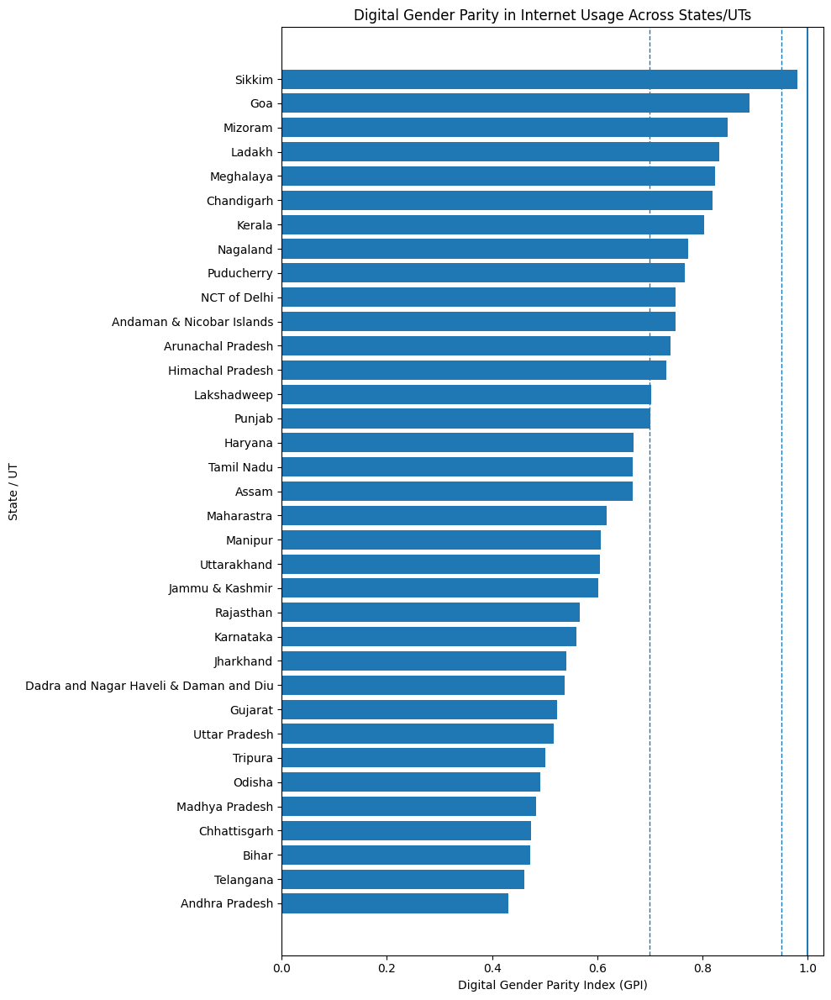 Digital Gender Parity in Internet Usage Across States/UTs
State / UT
Sikkim
Goa
Mizoram
Ladakh
Meghalaya
Chandigarh
Kerala
Nagaland
Puducherry
NCT of Delhi
Andaman & Nicobar Islands
Arunachal Pradesh
Himachal Pradesh
Lakshadweep
Punjab
Haryana
Tamil Nadu
Assam
Maharastra
Manipur
Uttarakhand
Jammu & Kashmir
Rajasthan
Karnataka
Jharkhand
Dadra and Nagar Haveli & Daman and Diu
Gujarat
Uttar Pradesh
Tripura
Odisha
Madhya Pradesh
Chhattisgarh
Bihar
Telangana
Andhra Pradesh
0.0 0.2 0.4 0.6 0.8 1.0
Digital Gender Parity Index (GPI)